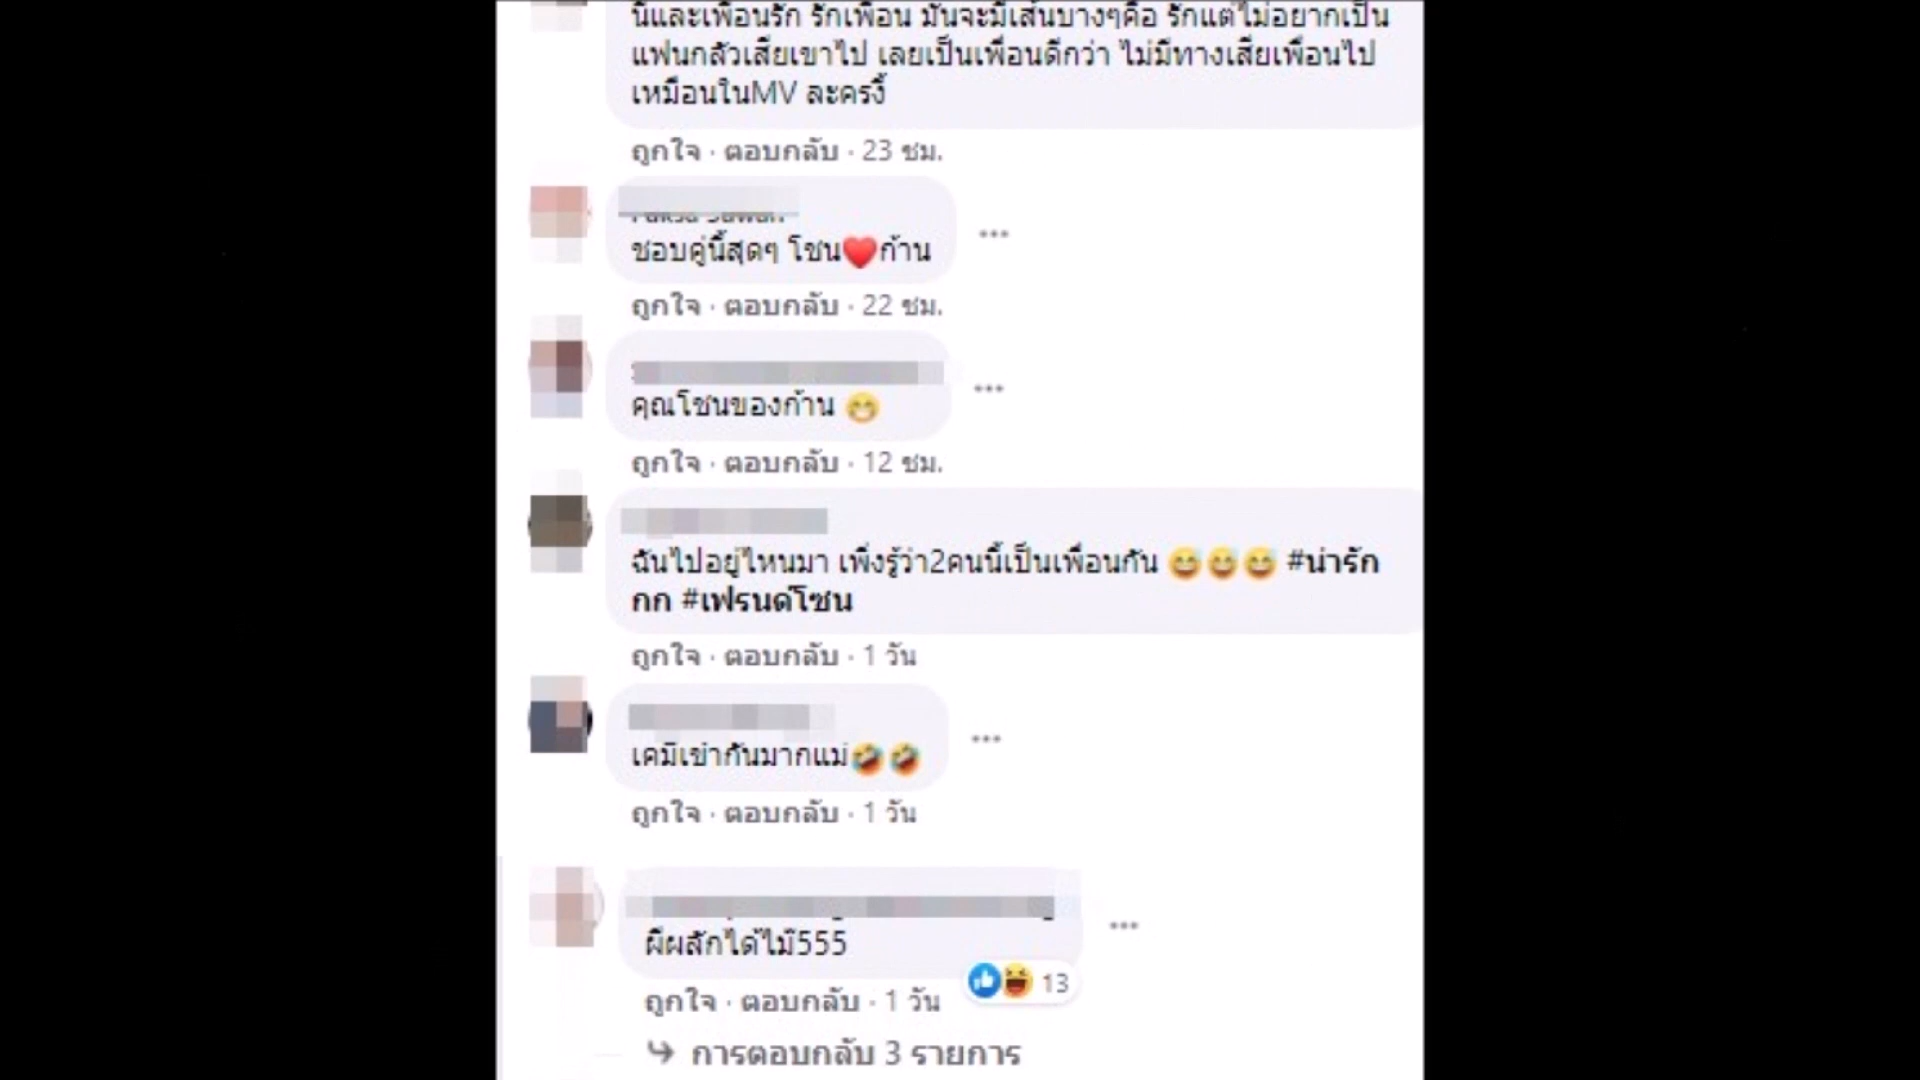 นี้และเพื่อนรัก รักเพื่อน มันจะมีเส้นบางๆคือ รักแต่ไม่อยากเป็น
แฟนกลัวเสียเขาไป เลยเป็นเพื่อนดีกว่า ไม่มีทางเสียเพื่อนไป
เหมือนในMV ละครงี้
ถูกใจ · ตอบกลับ · 23 ชม.
ชอบคู่นี้สุดๆ โชน❤️ก้าน
ถูกใจ · ตอบกลับ · 22 ชม.
คุณโชนของก้าน 😁
ถูกใจ · ตอบกลับ · 12 ชม.
ฉันไปอยู่ไหนมา เพิ่งรู้ว่า2คนนี้เป็นเพื่อนกัน 😅😅😅 #น่ารัก
กก #เฟรนด์โซน
ถูกใจ · ตอบกลับ · 1 วัน
เคมีเข้ากันมากแม่🤣🤣
ถูกใจ · ตอบกลับ · 1 วัน
ผีผลักได้ไม๊555
13
ถูกใจ · ตอบกลับ · 1 วัน
การตอบกลับ 3 รายการ